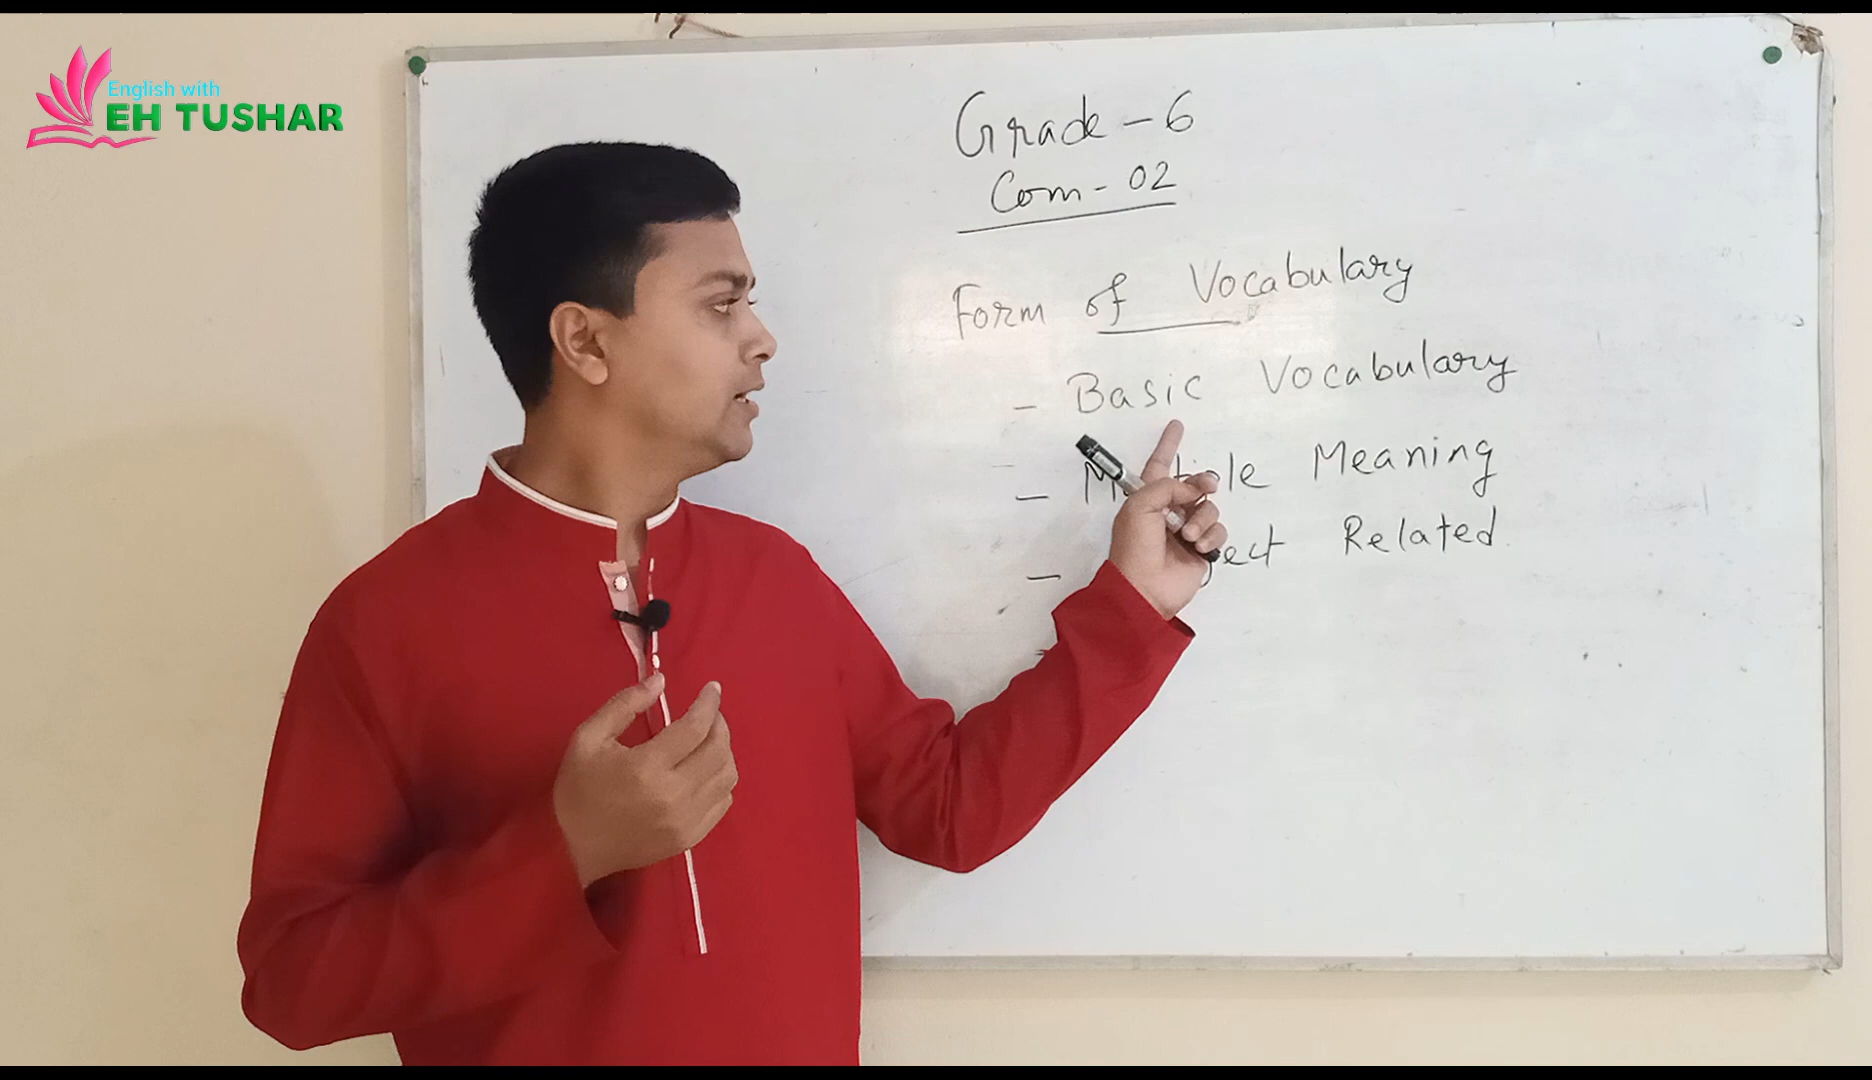 English with
EH TUSHAR
Grade - 6
Com - 02
Form of Vocabulary
- Basic Vocabulary
- Meaning
- Related